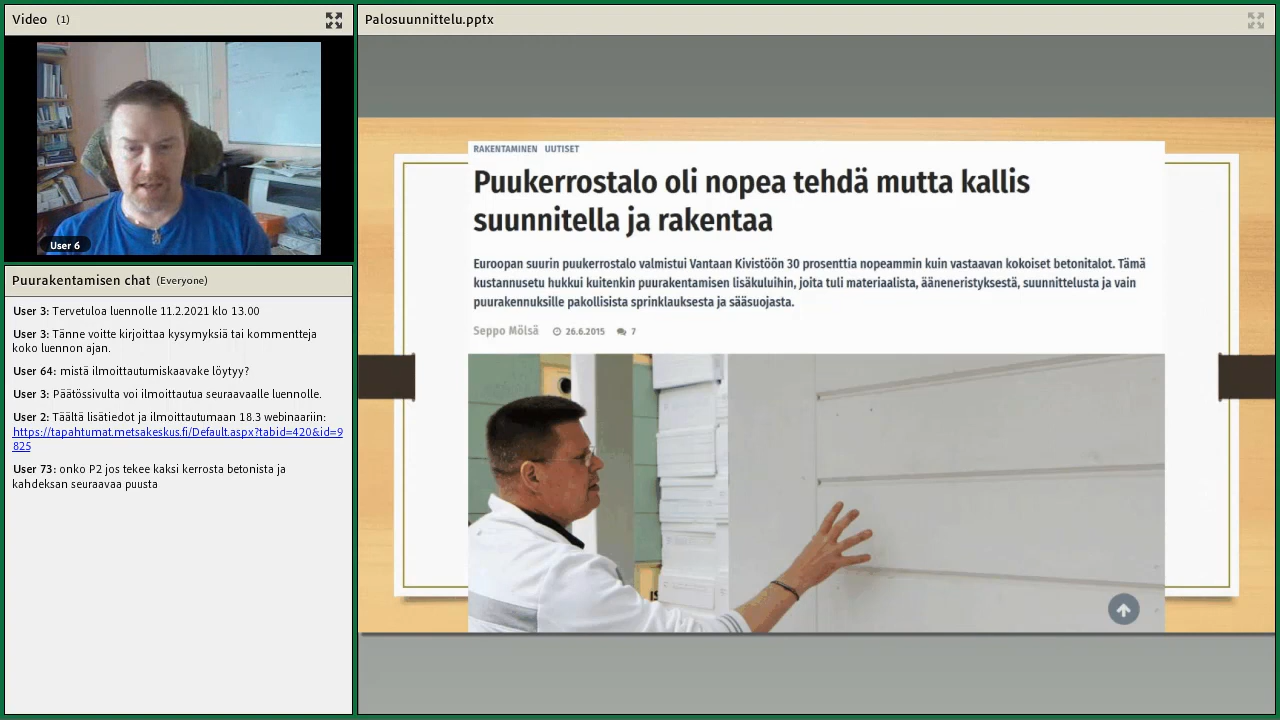 Video (1)
User 6
Puurakentamisen chat (Everyone)
User 3: Tervetuloa luennolle 11.2.2021 klo 13.00
User 3: Tänne voitte kirjoittaa kysymyksiä tai kommentteja
koko luennon ajan.
User 64: mistä ilmoittautumiskaavake löytyy?
User 3: Päätössivulta voi ilmoittautua seuraavaalle luennolle.
User 2: Täältä lisätiedot ja ilmoittautumaan 18.3 webinaariin:
https://tapahtumat.metsakeskus.fi/Default.aspx?tabid=420&id=9
825
User 73: onko P2 jos tekee kaksi kerrosta betonista ja
kahdeksan seuraavaa puusta
Palosuunnittelu.pptx
RAKENTAMINEN UUTISET
Puukerrostalo oli nopea tehdä mutta kallis
suunnitella ja rakentaa
Euroopan suurin puukerrostalo valmistui Vantaan Kivistöön 30 prosenttia nopeammin kuin vastaavan kokoiset betonitalot. Tämä
kustannusetu hukkui kuitenkin puurakentamisen lisäkuluihin, joita tuli materiaalista, ääneneristyksestä, suunnittelusta ja vain
puurakennuksille pakollisista sprinklauksesta ja sääsuojasta.
Seppo Mölsä 26.6.2015 7